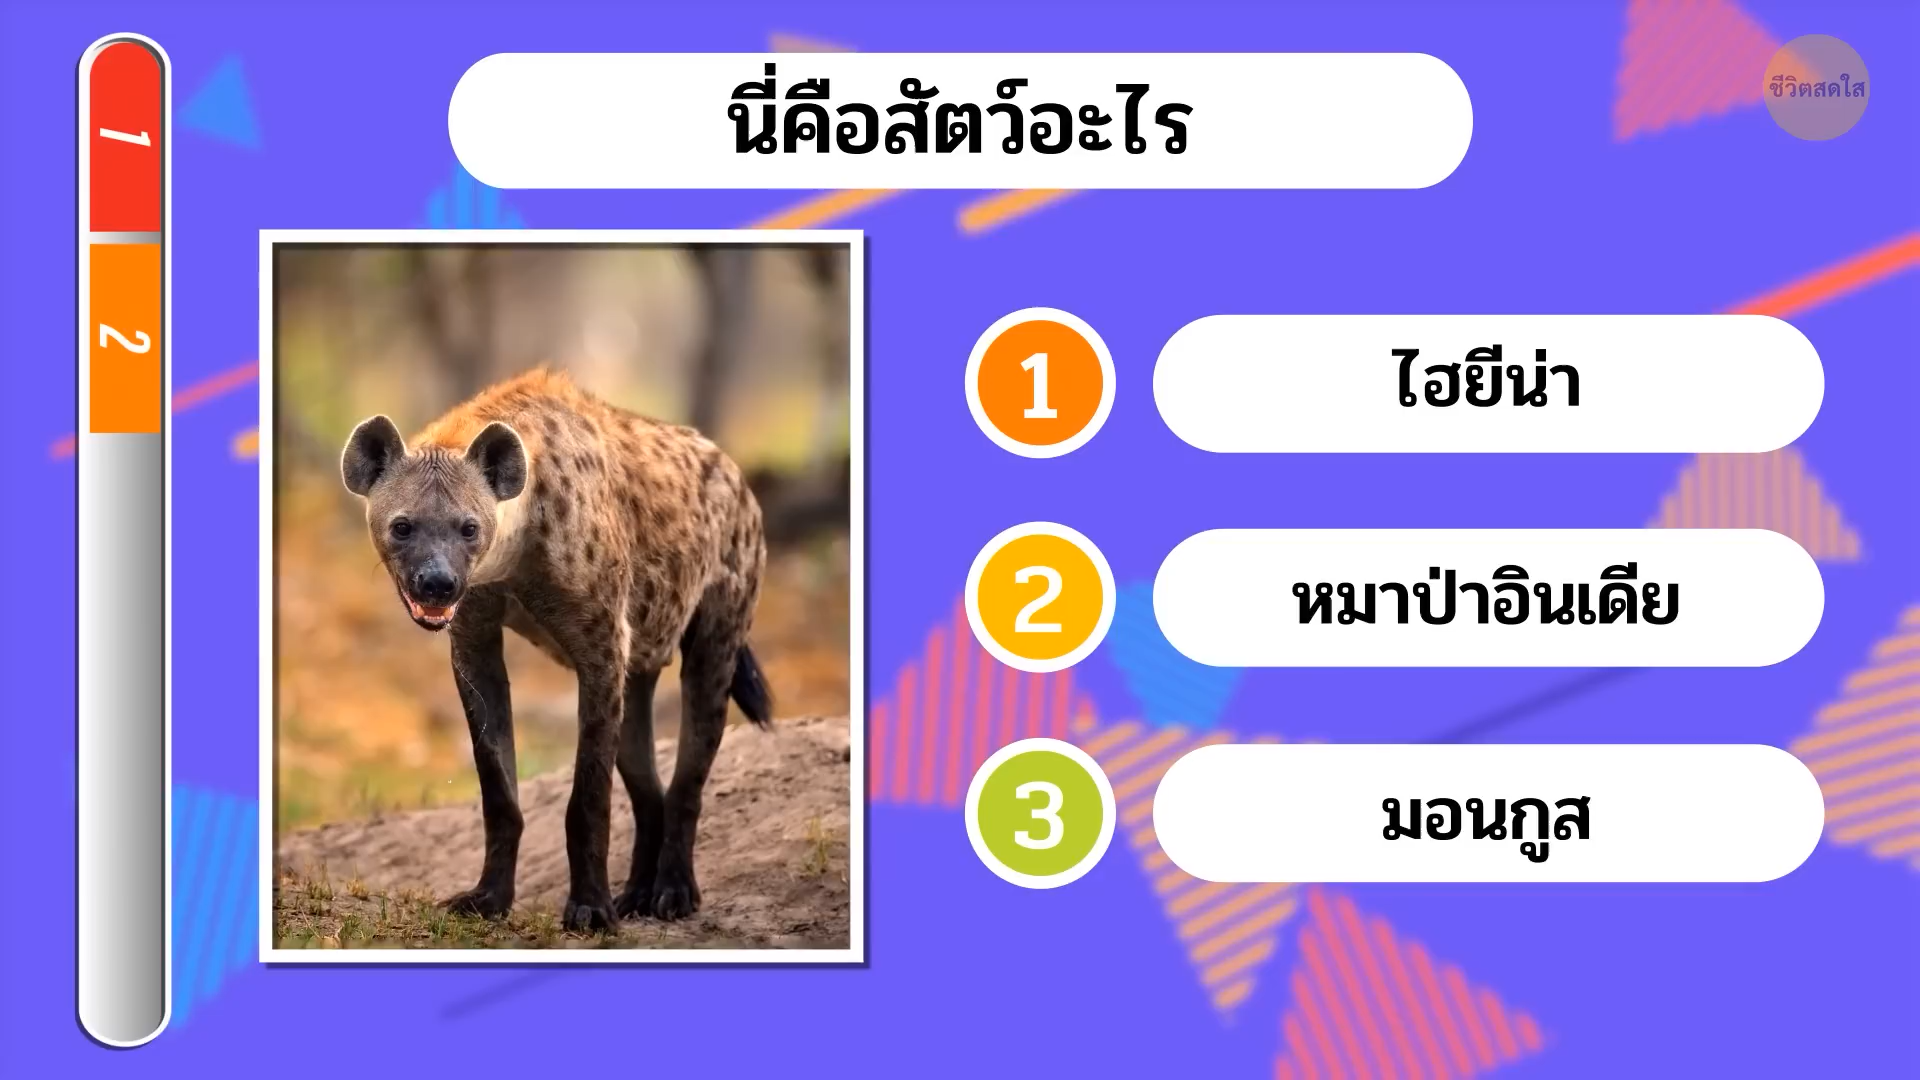 นี่คือสัตว์อะไร
ชีวิตสดใส
1
2
1
ไฮยีน่า
2
หมาป่าอินเดีย
3
มอนกูส